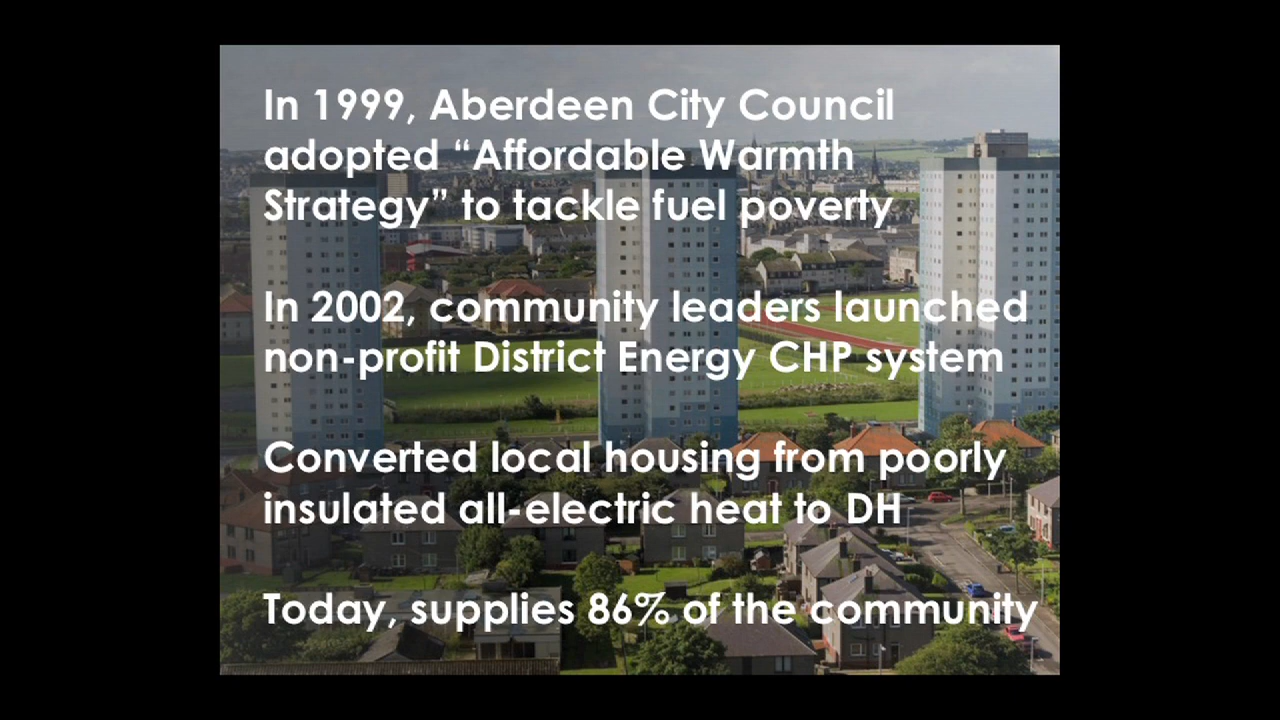 In 1999, Aberdeen City Council
adopted “Affordable Warmth
Strategy” to tackle fuel poverty
In 2002, community leaders launched
non-profit District Energy CHP system
Converted local housing from poorly
insulated all-electric heat to DH
Today, supplies 86% of the community